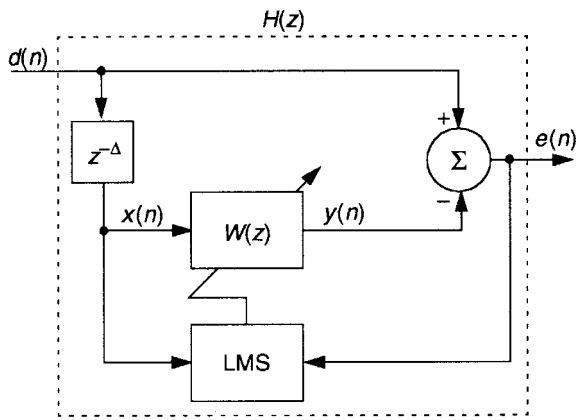 H(z)
d(n)
+
e(n)
z⁻Δ
Σ
x(n)
y(n)
−
W(z)
LMS